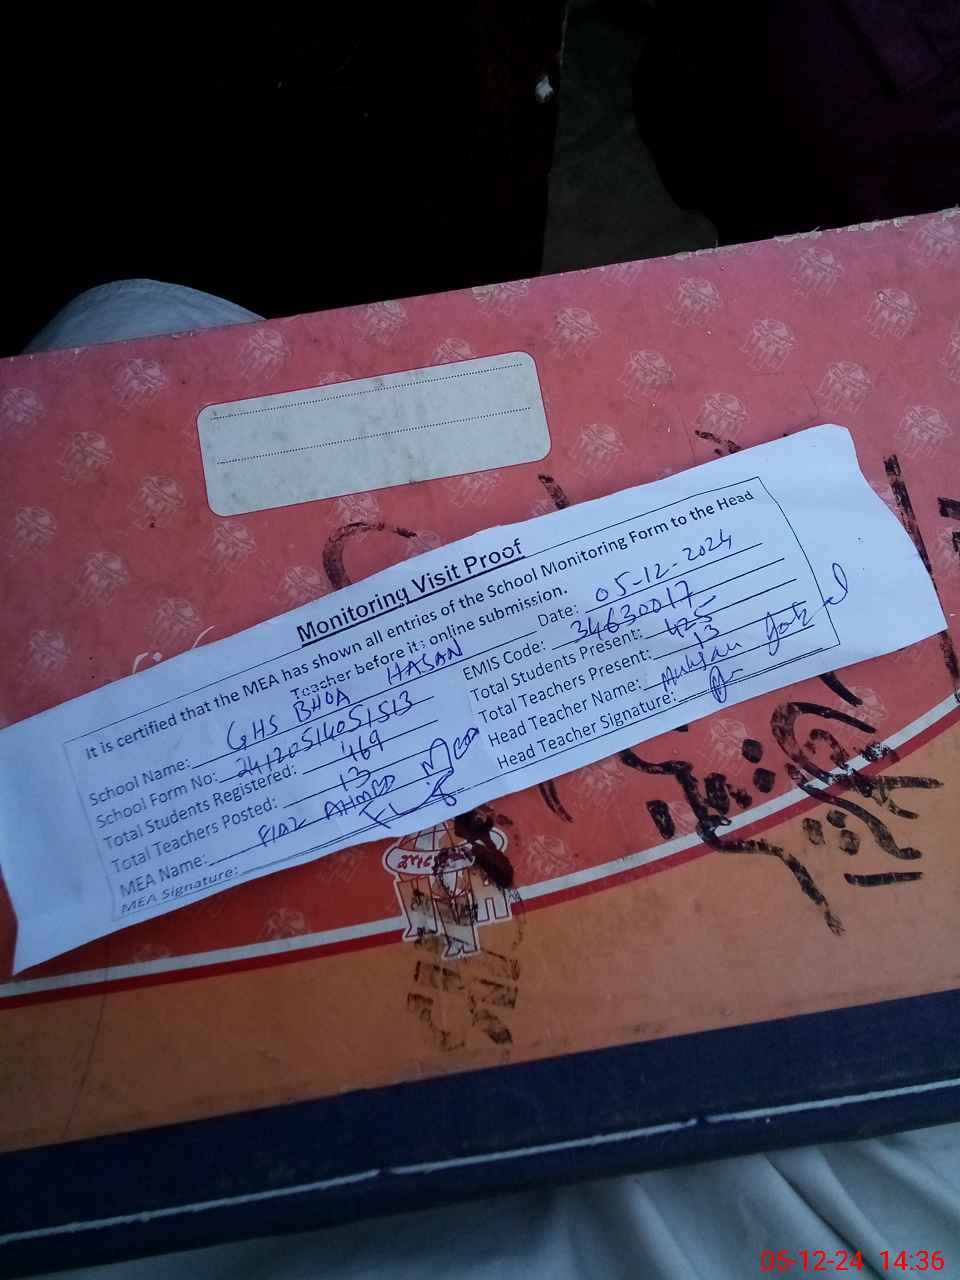 Monitoring Visit Proof
It is certified that the MEA has shown all entries of the School Monitoring Form to the Head
Teacher before it's online submission.
School Name: GHS BHOA HASAN Date: 05-12-2024
School Form No: 24120514051513 EMIS Code: 34630017
Total Students Registered: 469 Total Students Present: 425
Total Teachers Posted: 13 Total Teachers Present: 13
MEA Name: FIAZ AHMED Head Teacher Name:
MEA Signature: Head Teacher Signature:
05-12-24 14:36